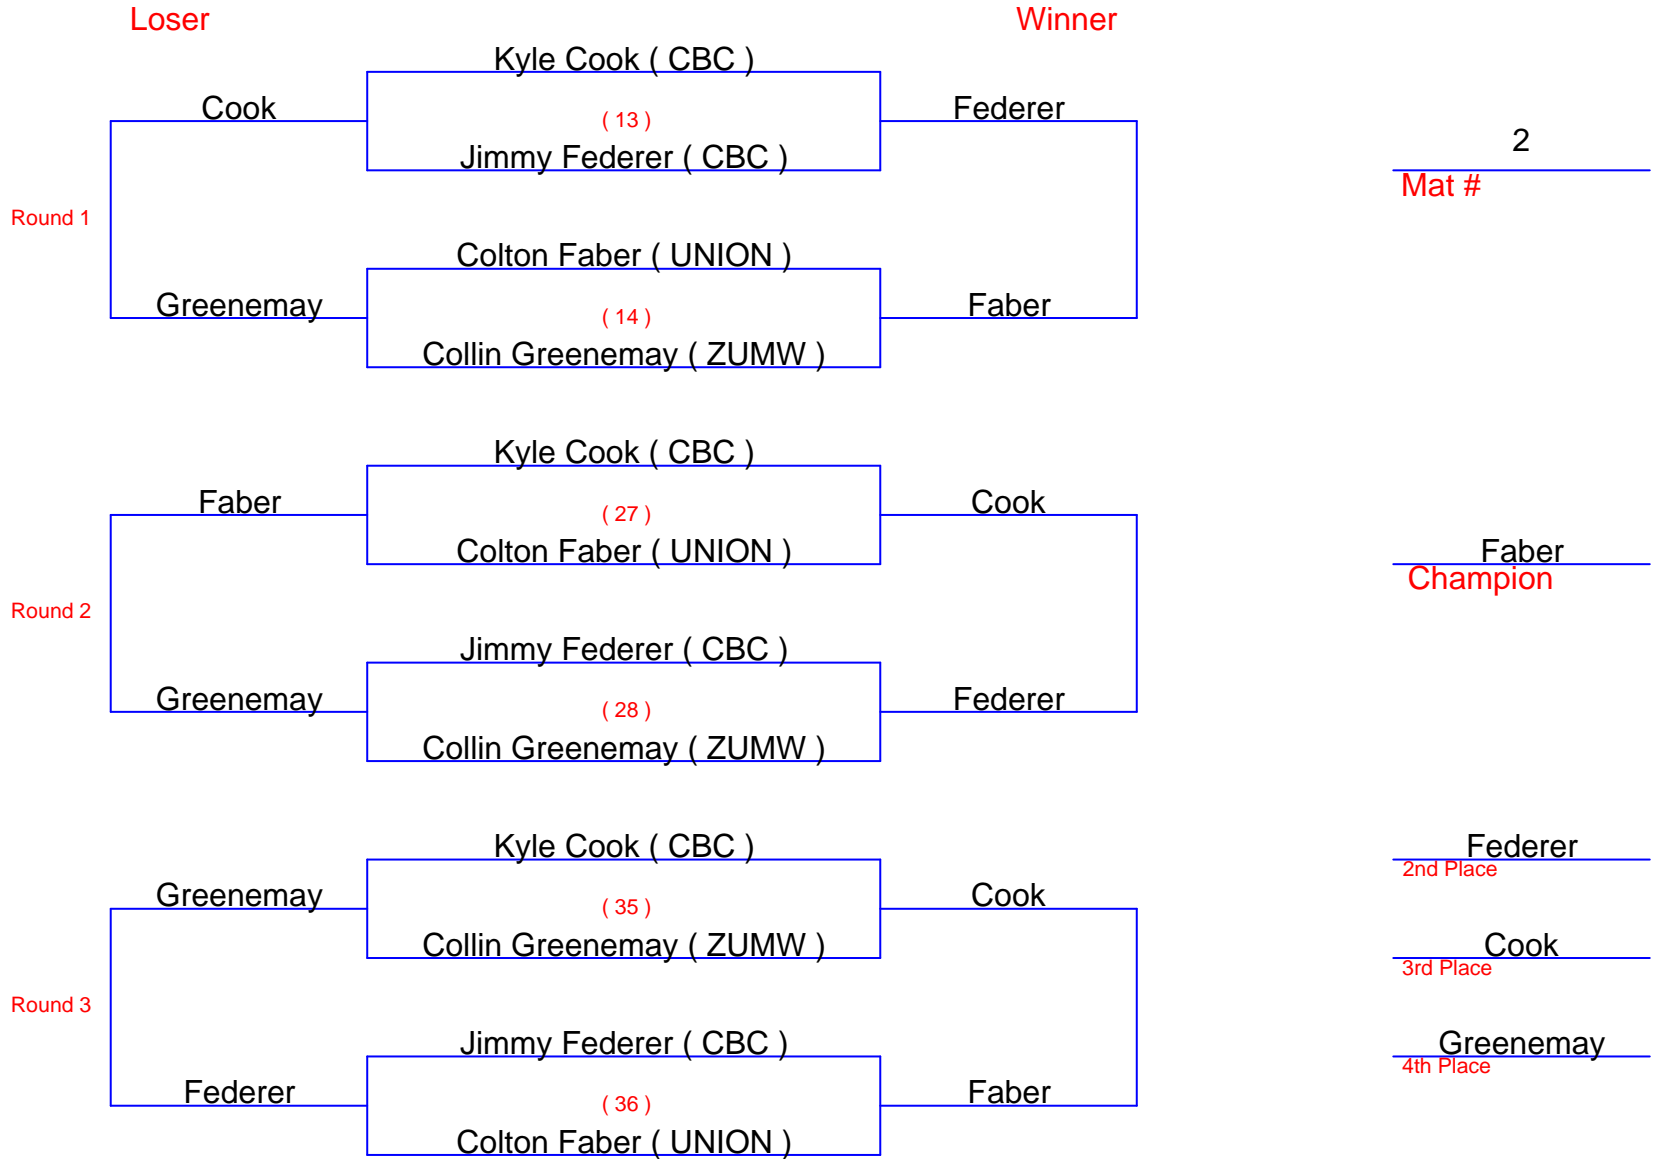 Loser
Winner
Kyle Cook ( CBC )
Cook
( 13 )
Federer
Jimmy Federer ( CBC )
2
Mat #
Round 1
Colton Faber ( UNION )
Greenemay
( 14 )
Faber
Collin Greenemay ( ZUMW )
Kyle Cook ( CBC )
Faber
( 27 )
Cook
Colton Faber ( UNION )
Faber
Champion
Round 2
Jimmy Federer ( CBC )
Greenemay
( 28 )
Federer
Collin Greenemay ( ZUMW )
Kyle Cook ( CBC )
Federer
2nd Place
Greenemay
( 35 )
Cook
Collin Greenemay ( ZUMW )
Cook
3rd Place
Round 3
Jimmy Federer ( CBC )
Greenemay
4th Place
Federer
( 36 )
Faber
Colton Faber ( UNION )